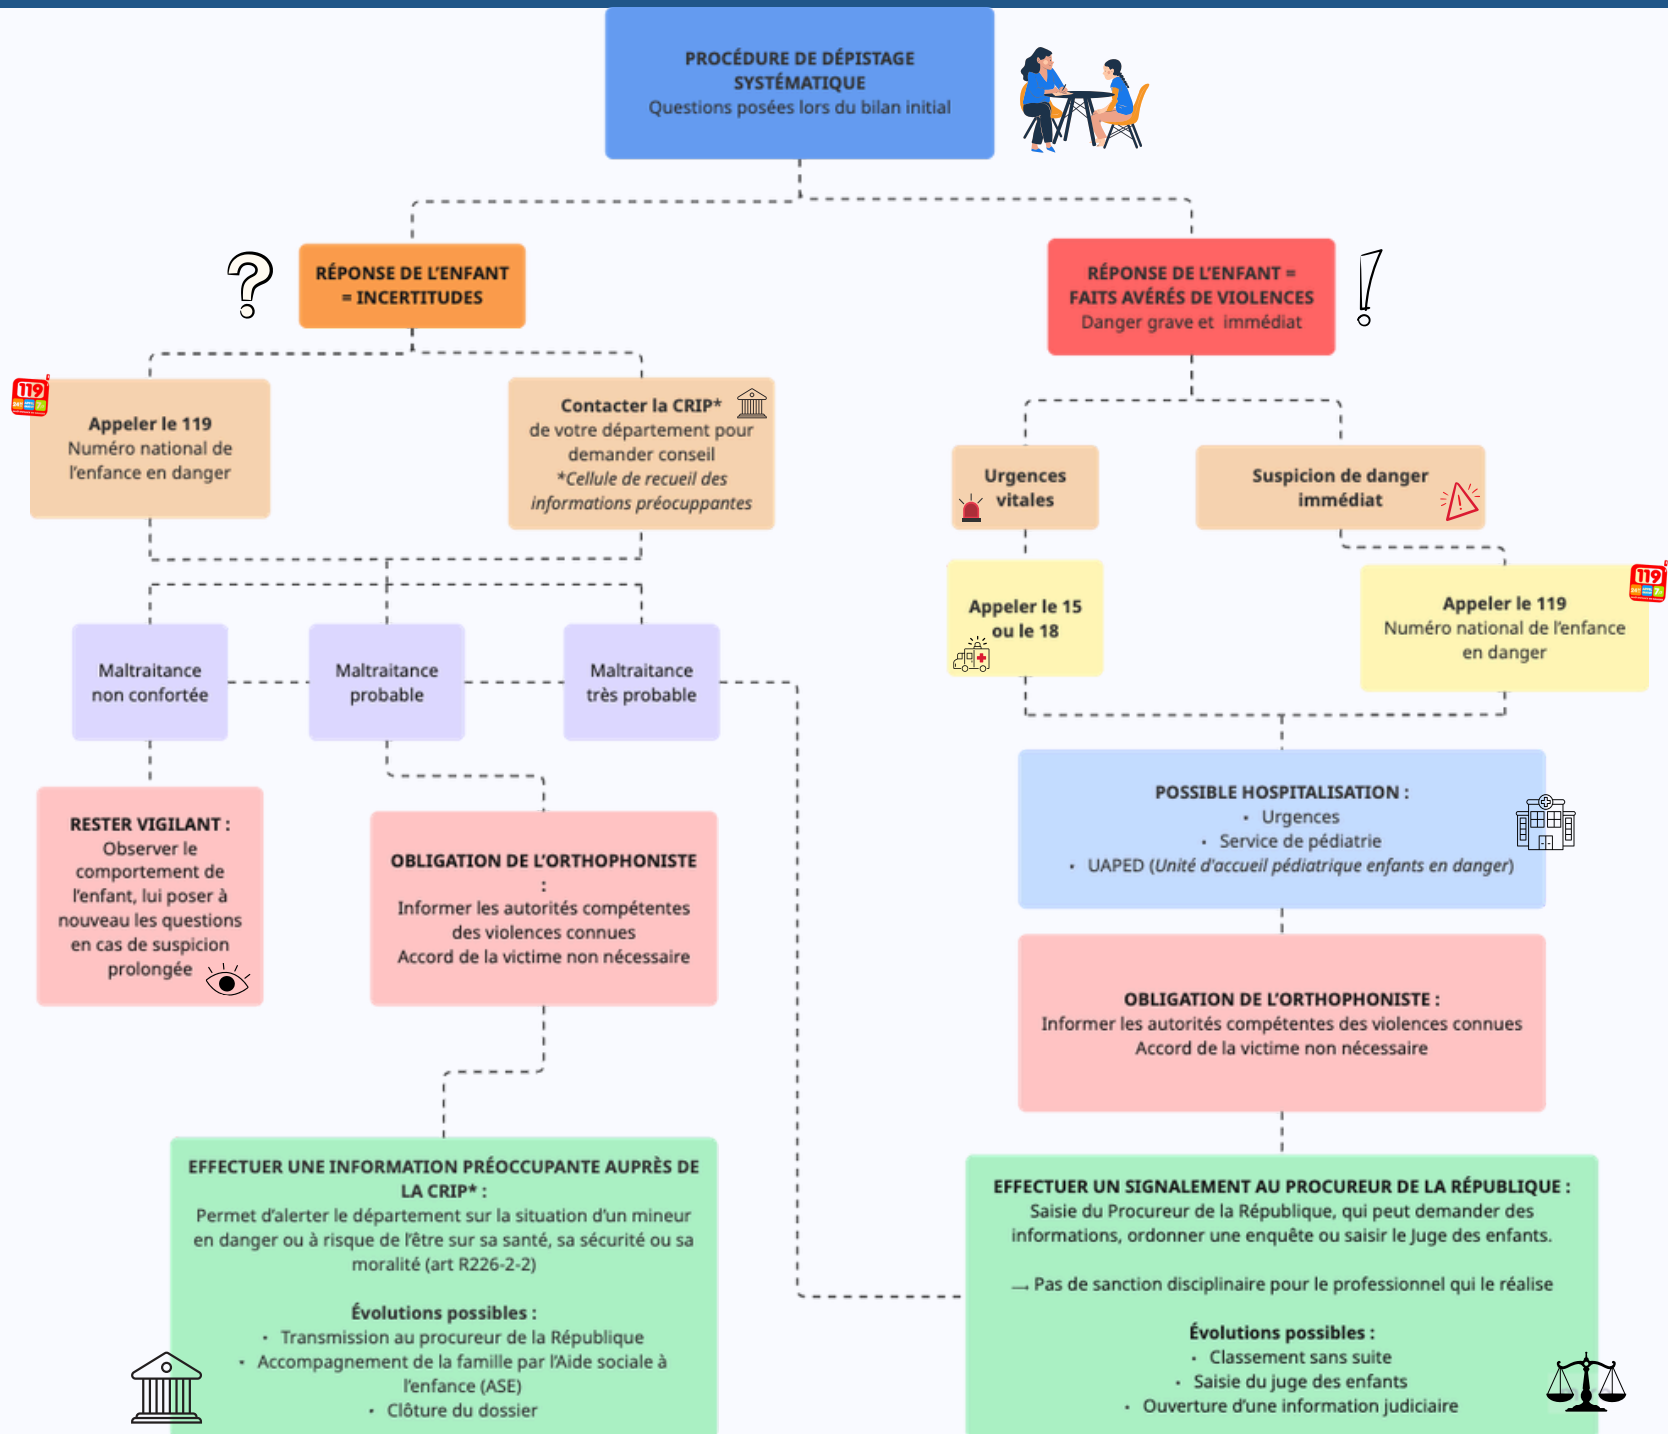 PROCÉDURE DE DÉPISTAGE
SYSTÉMATIQUE
Questions posées lors du bilan initial
RÉPONSE DE L’ENFANT
= INCERTITUDES
RÉPONSE DE L’ENFANT =
FAITS AVÉRÉS DE VIOLENCES
Danger grave et immédiat
119
Appeler le 119
Numéro national de
l’enfance en danger
Contacter la CRIP*
de votre département pour
demander conseil
*Cellule de recueil des
informations préocuppantes
Urgences
vitales
Suspicion de danger
immédiat
Appeler le 15
ou le 18
119
Appeler le 119
Numéro national de l’enfance
en danger
Maltraitance
non confortée
Maltraitance
probable
Maltraitance
très probable
RESTER VIGILANT :
Observer le
comportement de
l’enfant, lui poser à
nouveau les questions
en cas de suspicion
prolongée
OBLIGATION DE L’ORTHOPHONISTE
:
Informer les autorités compétentes
des violences connues
Accord de la victime non nécessaire
POSSIBLE HOSPITALISATION :
• Urgences
• Service de pédiatrie
• UAPED (Unité d'accueil pédiatrique enfants en danger)
OBLIGATION DE L’ORTHOPHONISTE :
Informer les autorités compétentes des violences connues
Accord de la victime non nécessaire
EFFECTUER UNE INFORMATION PRÉOCCUPANTE AUPRÈS DE
LA CRIP* :
Permet d’alerter le département sur la situation d’un mineur
en danger ou à risque de l’être sur sa santé, sa sécurité ou sa
moralité (art R226-2-2)
Évolutions possibles :
• Transmission au procureur de la République
• Accompagnement de la famille par l’Aide sociale à
l’enfance (ASE)
• Clôture du dossier
EFFECTUER UN SIGNALEMENT AU PROCUREUR DE LA RÉPUBLIQUE :
Saisie du Procureur de la République, qui peut demander des
informations, ordonner une enquête ou saisir le Juge des enfants.
→ Pas de sanction disciplinaire pour le professionnel qui le réalise
Évolutions possibles :
• Classement sans suite
• Saisie du juge des enfants
• Ouverture d’une information judiciaire